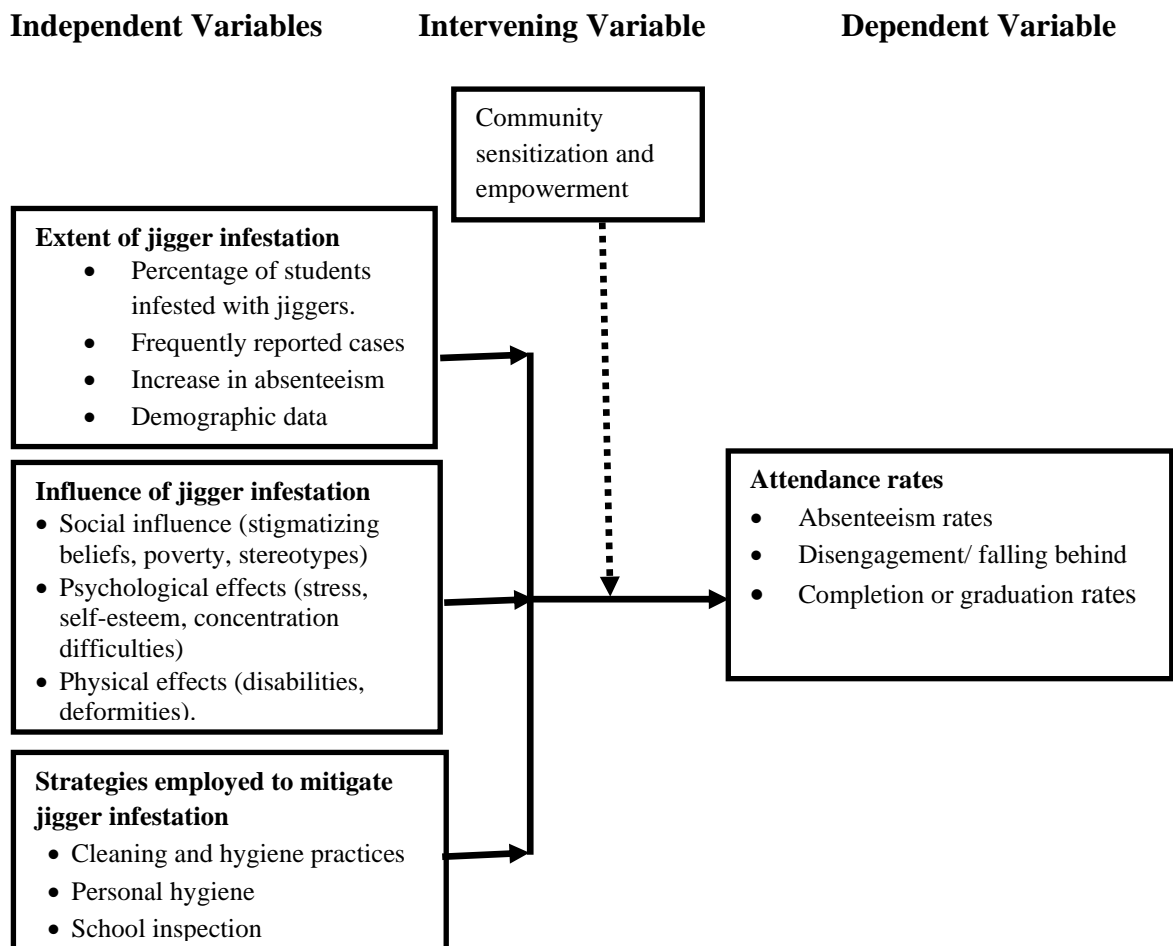 Independent Variables
Intervening Variable
Dependent Variable
Community
sensitization and
empowerment
Extent of jigger infestation
• Percentage of students
infested with jiggers.
• Frequently reported cases
• Increase in absenteeism
• Demographic data
Influence of jigger infestation
• Social influence (stigmatizing
beliefs, poverty, stereotypes)
• Psychological effects (stress,
self-esteem, concentration
difficulties)
• Physical effects (disabilities,
deformities).
Strategies employed to mitigate
jigger infestation
• Cleaning and hygiene practices
• Personal hygiene
• School inspection
Attendance rates
• Absenteeism rates
• Disengagement/ falling behind
• Completion or graduation rates